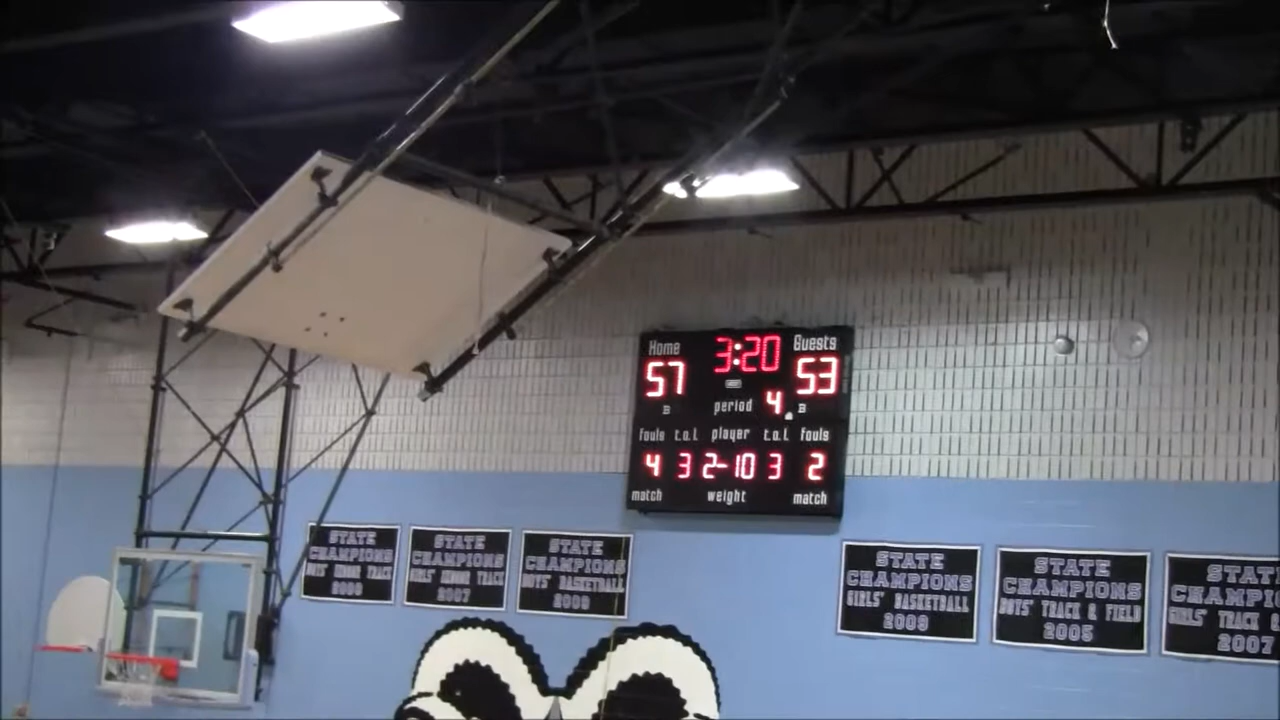 Home 3:20 Guests
57 53
B period 4 B
fouls t.o.l player t.o.l fouls
4 3 2-10 3 2
match weight match
STATE
CHAMPIONS
2009
STATE
CHAMPIONS
GIRLS' INDOOR TRACK
2007
STATE
CHAMPIONS
BOYS' BASKETBALL
2009
STATE
CHAMPIONS
GIRLS' BASKETBALL
2009
STATE
CHAMPIONS
BOYS' TRACK & FIELD
2005
GIRLS' TRACK &
2007